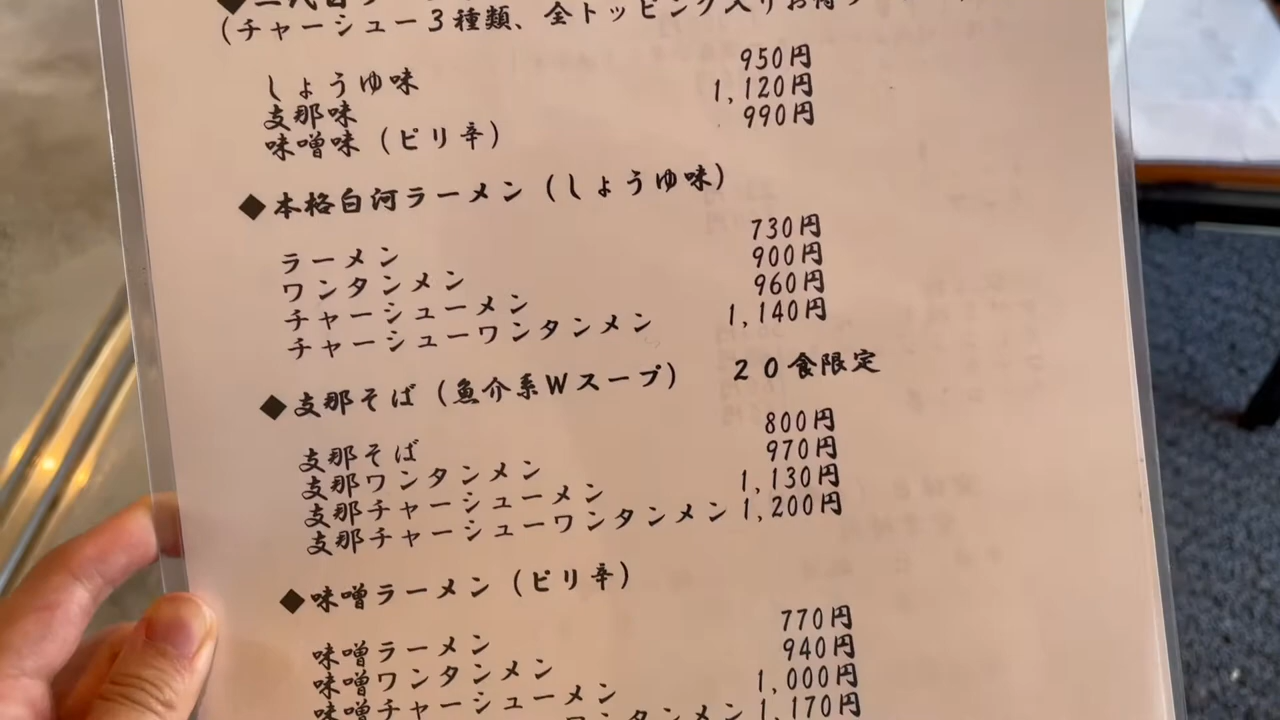 (チャーシュー3種類、全トッピング入りお得
しょうゆ味 950円
支那味 1,120円
味噌味(ピリ辛) 990円
◆本格白河ラーメン(しょうゆ味)
ラーメン 730円
ワンタンメン 900円
チャーシューメン 960円
チャーシューワンタンメン 1,140円
◆支那そば(魚介系Wスープ) 20食限定
支那そば 800円
支那ワンタンメン 970円
支那チャーシューメン 1,130円
支那チャーシューワンタンメン 1,200円
◆味噌ラーメン(ピリ辛)
味噌ラーメン 770円
味噌ワンタンメン 940円
味噌チャーシューメン 1,000円
ワンタンメン 1,170円